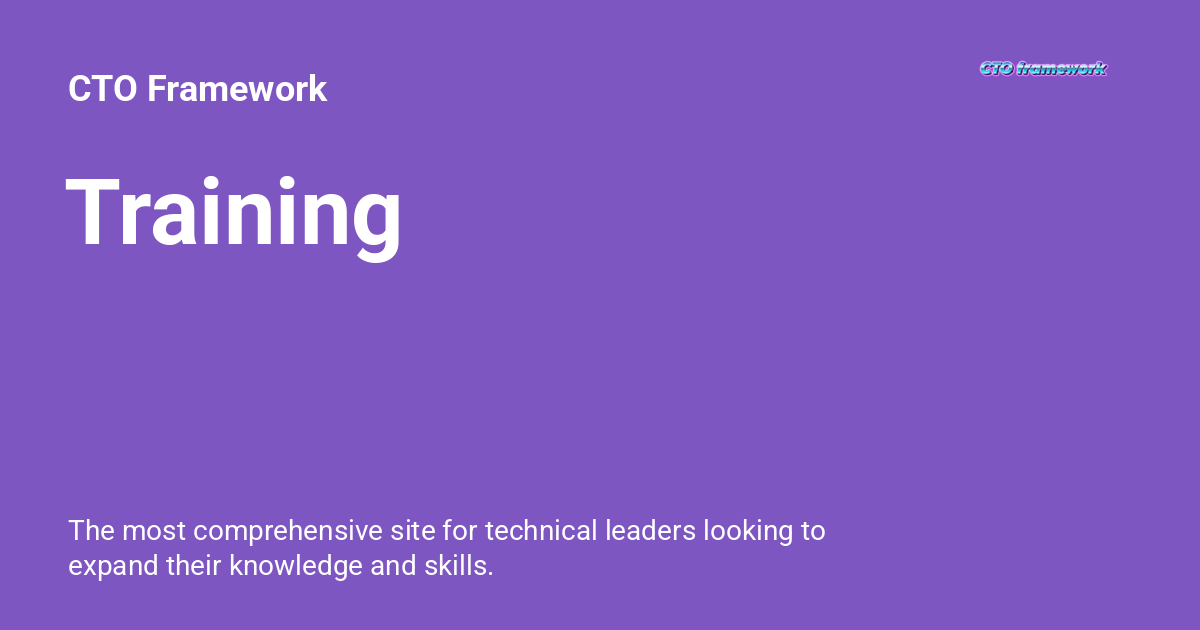 CTO Framework
CTO framework
Training
The most comprehensive site for technical leaders looking to
expand their knowledge and skills.